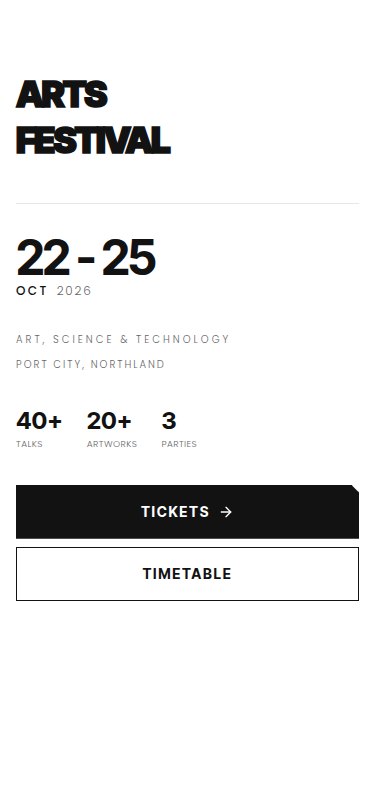 ARTS
FESTIVAL
22 - 25
OCT 2026
ART, SCIENCE & TECHNOLOGY
PORT CITY, NORTHLAND
40+ 20+ 3
TALKS ARTWORKS PARTIES
TICKETS →
TIMETABLE